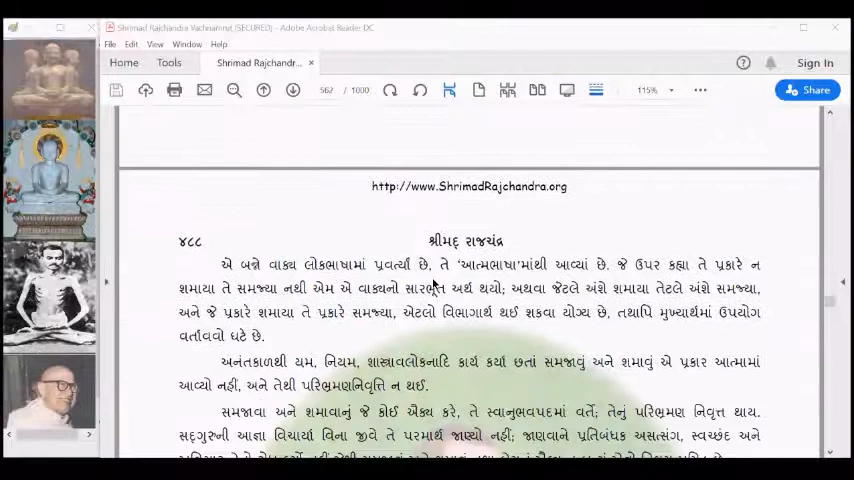 Shrimad Rajchandra Vachnamrut (SECURED) - Adobe Acrobat Reader DC
File Edit View Window Help
Home Tools Shrimad Rajchandr... × Sign In
562 / 1000 115% Share
http://www.ShrimadRajchandra.org
૪૮૮ શ્રીમદ્ રાજચંદ્ર
એ બન્ને વાક્ય લોકભાષામાં પ્રવર્ત્યાં છે, તે ‘આત્મભાષા’માંથી આવ્યાં છે. જે ઉપર કહ્યા તે પ્રકારે ન
શમાયા તે સમજ્યા નથી એમ એ વાક્યનો સારભૂત અર્થ થયો; અથવા જેટલે અંશે શમાયા તેટલે અંશે સમજ્યા,
અને જે પ્રકારે શમાયા તે પ્રકારે સમજ્યા, એટલો વિભાગાર્થ થઈ શકવા યોગ્ય છે, તથાપિ મુખ્યાર્થમાં ઉપયોગ
વર્તાવવો ઘટે છે.
અનંતકાળથી યમ, નિયમ, શાસ્ત્રાવલોકનાદિ કાર્ય કર્યા છતાં સમજાવું અને શમાવું એ પ્રકાર આત્મામાં
આવ્યો નહીં, અને તેથી પરિભ્રમણનિવૃત્તિ ન થઈ.
સમજાવા અને શમાવાનું જે કોઈ ઐક્ય કરે, તે સ્વાનુભવપદમાં વર્તે; તેનું પરિભ્રમણ નિવૃત્ત થાય.
સદ્ગુરુની આજ્ઞા વિચાર્યા વિના જીવે તે પરમાર્થ જાણ્યો નહીં; જાણવાને પ્રતિબંધક અસત્સંગ, સ્વચ્છંદ અને